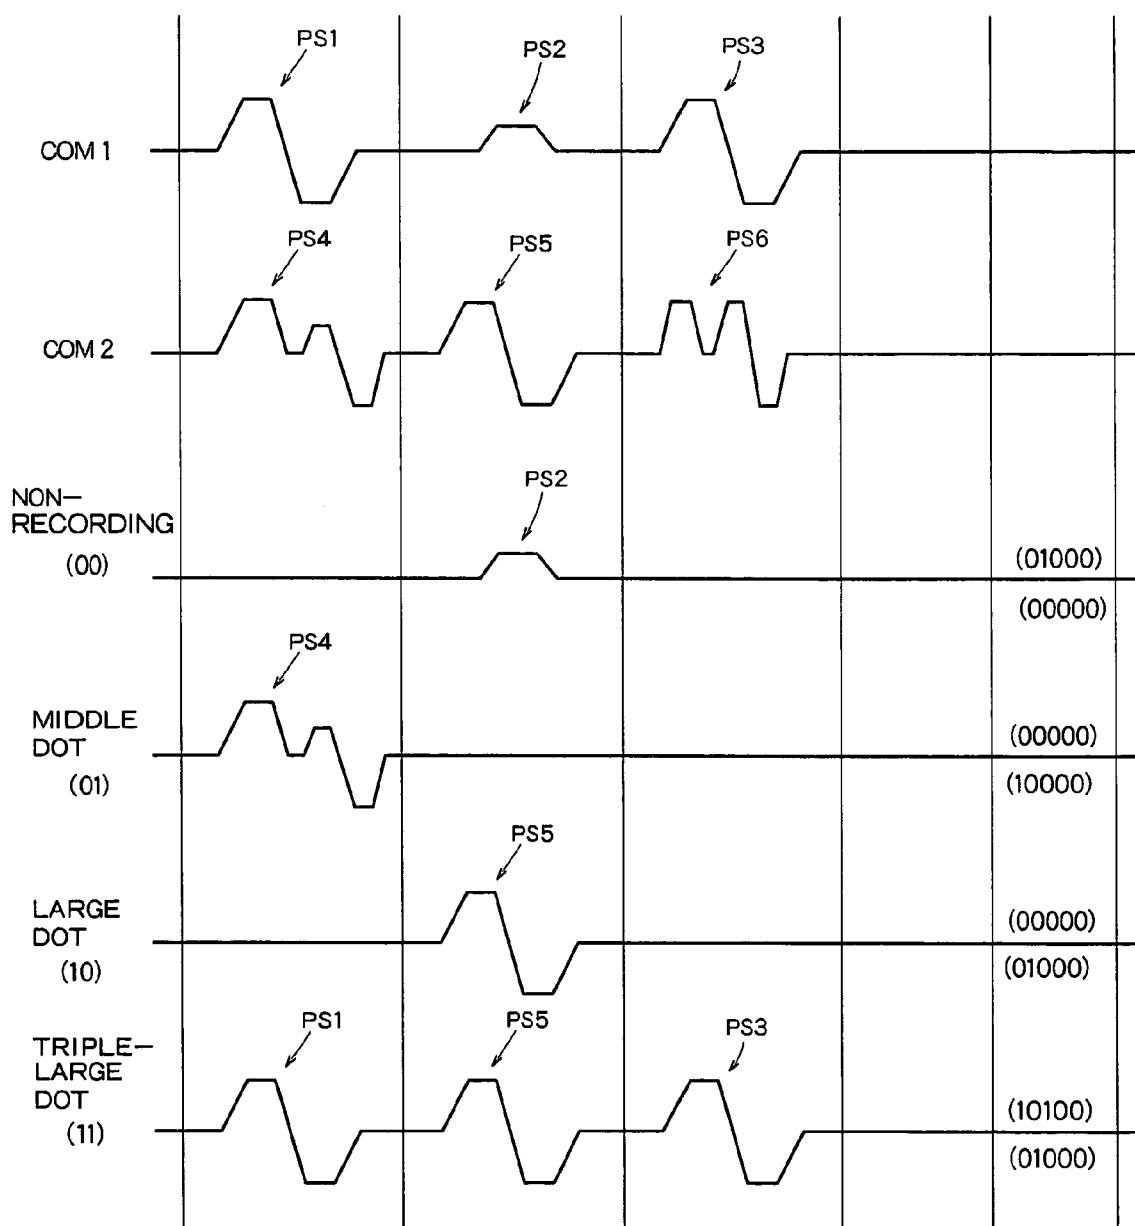 PS1
PS2
PS3
COM 1
PS4
PS5
PS6
COM 2
PS2
NON–
RECORDING
(00)
(01000)
(00000)
PS4
MIDDLE
DOT
(01)
(00000)
(10000)
PS5
LARGE
DOT
(10)
(00000)
(01000)
PS1
PS5
PS3
TRIPLE–
LARGE
DOT
(11)
(10100)
(01000)